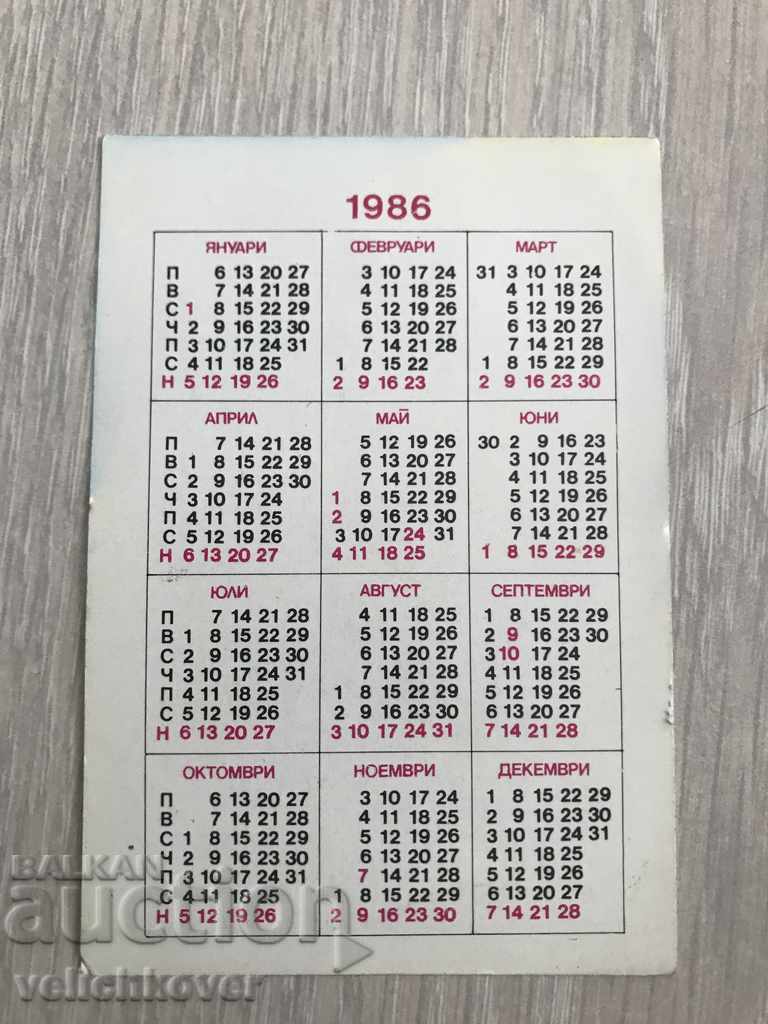 1986
ЯНУАРИ ФЕВРУАРИ МАРТ
П 6 13 20 27 3 10 17 24 31 3 10 17 24
В 7 14 21 28 4 11 18 25 4 11 18 25
С 1 8 15 22 29 5 12 19 26 5 12 19 26
Ч 2 9 16 23 30 6 13 20 27 6 13 20 27
П 3 10 17 24 31 7 14 21 28 7 14 21 28
С 4 11 18 25 1 8 15 22 1 8 15 22 29
Н 5 12 19 26 2 9 16 23 2 9 16 23 30
АПРИЛ МАЙ ЮНИ
П 7 14 21 28 5 12 19 26 30 2 9 16 23
В 1 8 15 22 29 6 13 20 27 3 10 17 24
С 2 9 16 23 30 7 14 21 28 4 11 18 25
Ч 3 10 17 24 1 8 15 22 29 5 12 19 26
П 4 11 18 25 2 9 16 23 30 6 13 20 27
С 5 12 19 26 3 10 17 24 31 7 14 21 28
Н 6 13 20 27 4 11 18 25 1 8 15 22 29
ЮЛИ АВГУСТ СЕПТЕМВРИ
П 7 14 21 28 4 11 18 25 1 8 15 22 29
В 1 8 15 22 29 5 12 19 26 2 9 16 23 30
С 2 9 16 23 30 6 13 20 27 3 10 17 24
Ч 3 10 17 24 31 7 14 21 28 4 11 18 25
П 4 11 18 25 1 8 15 22 29 5 12 19 26
С 5 12 19 26 2 9 16 23 30 6 13 20 27
Н 6 13 20 27 3 10 17 24 31 7 14 21 28
ОКТОМВРИ НОЕМВРИ ДЕКЕМВРИ
П 6 13 20 27 3 10 17 24 1 8 15 22 29
В 7 14 21 28 4 11 18 25 2 9 16 23 30
С 1 8 15 22 29 5 12 19 26 3 10 17 24 31
Ч 2 9 16 23 30 6 13 20 27 4 11 18 25
П 3 10 17 24 31 7 14 21 28 5 12 19 26
С 4 11 18 25 1 8 15 22 29 6 13 20 27
Н 5 12 19 26 2 9 16 23 30 7 14 21 28
BALKAN
auction
velichkover